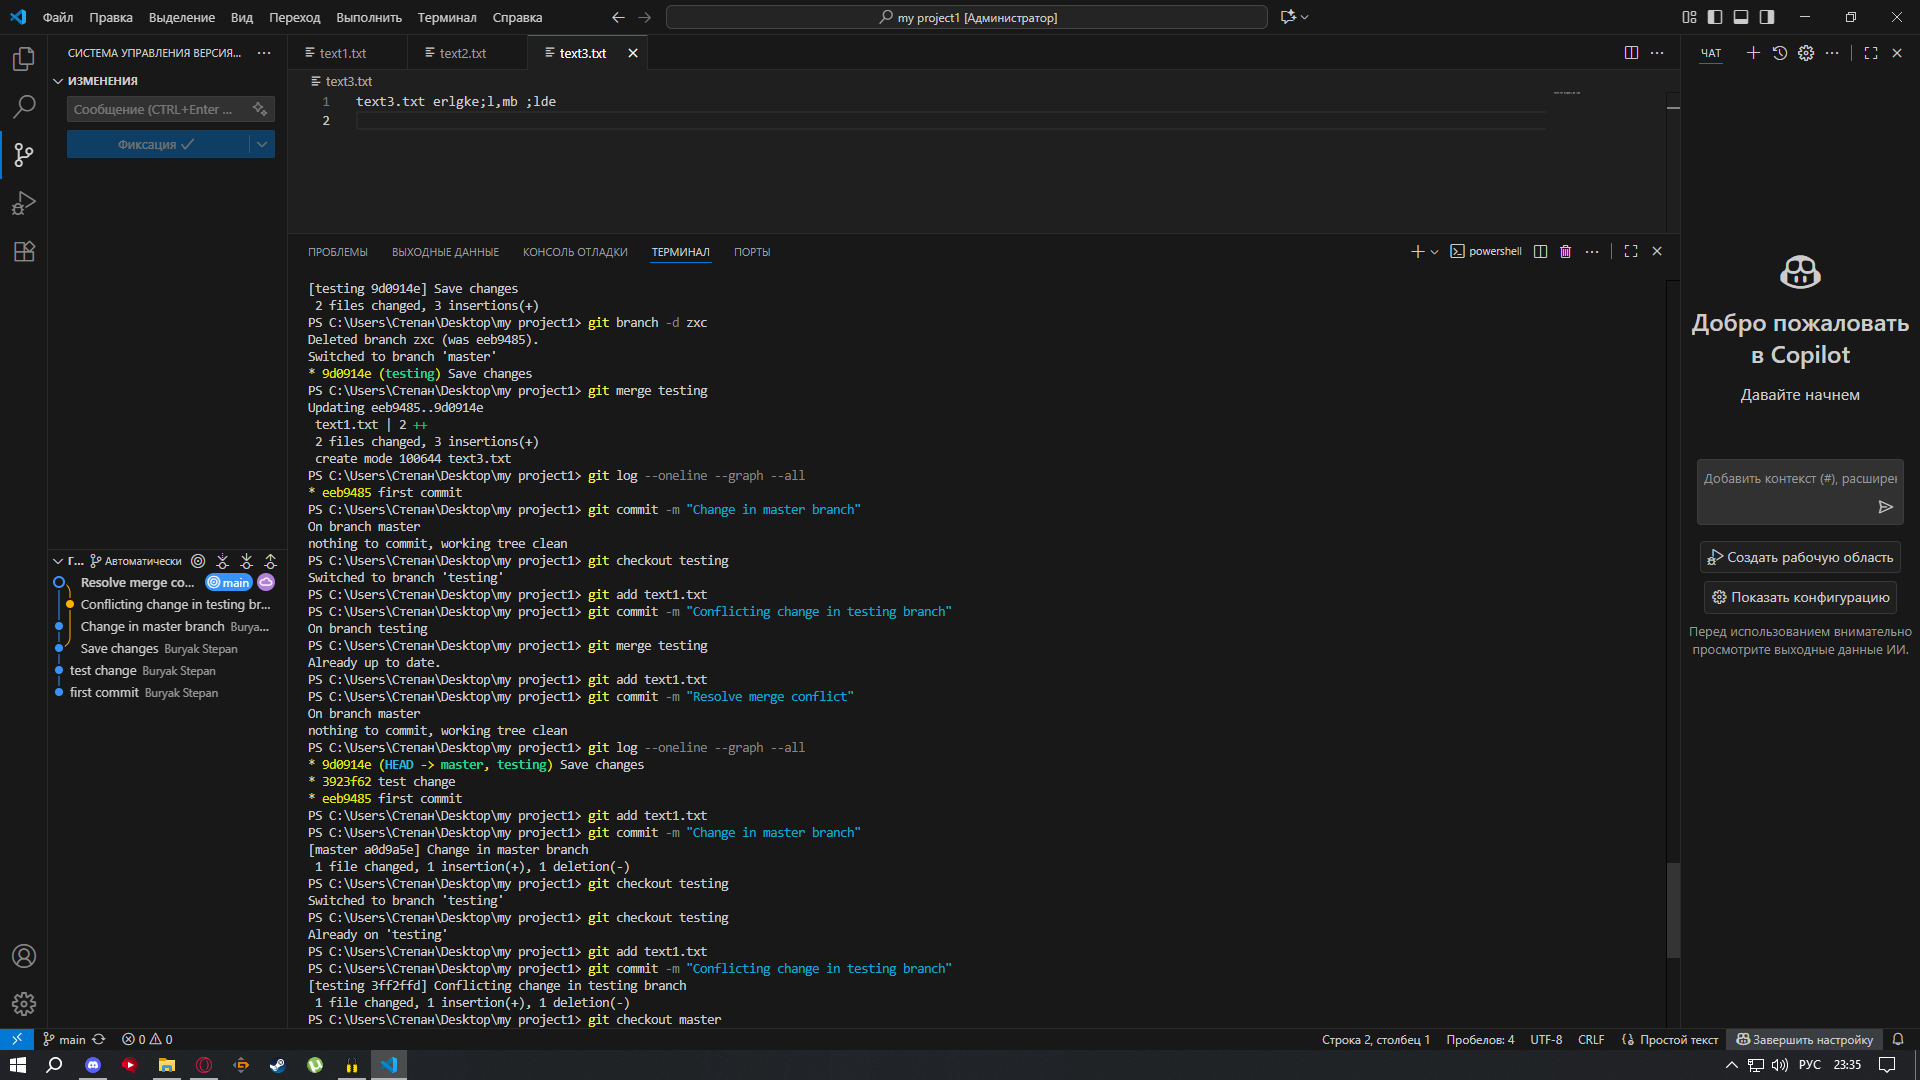 Файл Правка Выделение Вид Переход Выполнить Терминал Справка
my project1 [Администратор]
СИСТЕМА УПРАВЛЕНИЯ ВЕРСИЯ...
ИЗМЕНЕНИЯ
Сообщение (CTRL+Enter ...
Фиксация
Г... Автоматически
Resolve merge co... main
Conflicting change in testing br...
Change in master branch Burya...
Save changes Buryak Stepan
test change Buryak Stepan
first commit Buryak Stepan
text1.txt text2.txt text3.txt
text3.txt
1 text3.txt erlgke;l,mb ;lde
2
ПРОБЛЕМЫ ВЫХОДНЫЕ ДАННЫЕ КОНСОЛЬ ОТЛАДКИ ТЕРМИНАЛ ПОРТЫ
powershell
[testing 9d0914e] Save changes
2 files changed, 3 insertions(+)
PS C:\Users\Степан\Desktop\my project1> git branch -d zxc
Deleted branch zxc (was eeb9485).
Switched to branch 'master'
* 9d0914e (testing) Save changes
PS C:\Users\Степан\Desktop\my project1> git merge testing
Updating eeb9485..9d0914e
text1.txt | 2 ++
2 files changed, 3 insertions(+)
create mode 100644 text3.txt
PS C:\Users\Степан\Desktop\my project1> git log --oneline --graph --all
* eeb9485 first commit
PS C:\Users\Степан\Desktop\my project1> git commit -m "Change in master branch"
On branch master
nothing to commit, working tree clean
PS C:\Users\Степан\Desktop\my project1> git checkout testing
Switched to branch 'testing'
PS C:\Users\Степан\Desktop\my project1> git add text1.txt
PS C:\Users\Степан\Desktop\my project1> git commit -m "Conflicting change in testing branch"
On branch testing
PS C:\Users\Степан\Desktop\my project1> git merge testing
Already up to date.
PS C:\Users\Степан\Desktop\my project1> git add text1.txt
PS C:\Users\Степан\Desktop\my project1> git commit -m "Resolve merge conflict"
On branch master
nothing to commit, working tree clean
PS C:\Users\Степан\Desktop\my project1> git log --oneline --graph --all
* 9d0914e (HEAD -> master, testing) Save changes
* 3923f62 test change
* eeb9485 first commit
PS C:\Users\Степан\Desktop\my project1> git add text1.txt
PS C:\Users\Степан\Desktop\my project1> git commit -m "Change in master branch"
[master a0d9a5e] Change in master branch
1 file changed, 1 insertion(+), 1 deletion(-)
PS C:\Users\Степан\Desktop\my project1> git checkout testing
Switched to branch 'testing'
PS C:\Users\Степан\Desktop\my project1> git checkout testing
Already on 'testing'
PS C:\Users\Степан\Desktop\my project1> git add text1.txt
PS C:\Users\Степан\Desktop\my project1> git commit -m "Conflicting change in testing branch"
[testing 3ff2ffd] Conflicting change in testing branch
1 file changed, 1 insertion(+), 1 deletion(-)
PS C:\Users\Степан\Desktop\my project1> git checkout master
ЧАТ
Добро пожаловать
в Copilot
Давайте начнем
Добавить контекст (#), расширен
Создать рабочую область
Показать конфигурацию
Перед использованием внимательно
просмотрите выходные данные ИИ.
main 0 0 Строка 2, столбец 1 Пробелов: 4 UTF-8 CRLF Простой текст Завершить настройку
РУС 23:35